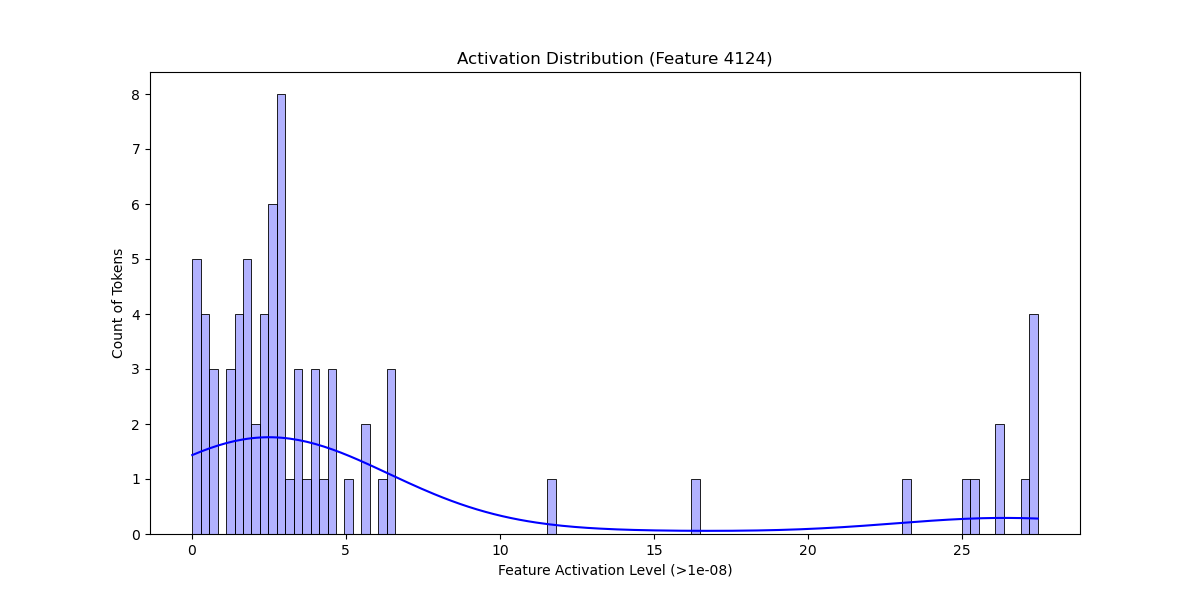 Activation Distribution (Feature 4124)
Count of Tokens
8
7
6
5
4
3
2
1
0
0 5 10 15 20 25
Feature Activation Level (>1e-08)